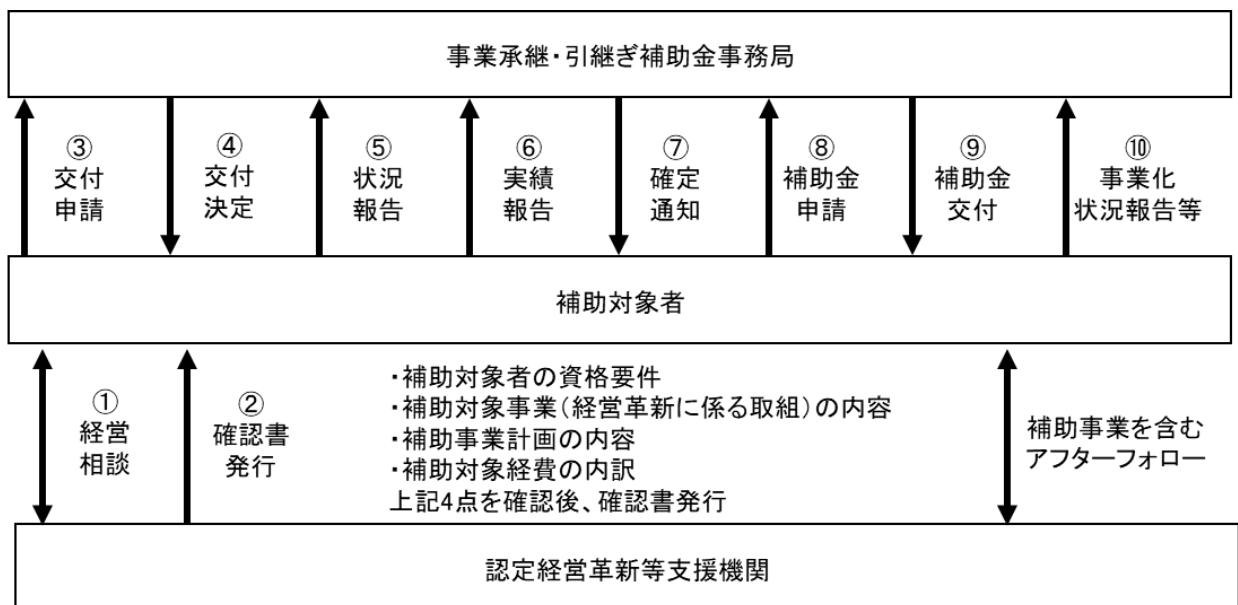 事業承継・引継ぎ補助金事務局
③
交付
申請
④
交付
決定
⑤
状況
報告
⑥
実績
報告
⑦
確定
通知
⑧
補助金
申請
⑨
補助金
交付
⑩
事業化
状況報告等
補助対象者
①
経営
相談
②
確認書
発行
・補助対象者の資格要件
・補助対象事業(経営革新に係る取組)の内容
・補助事業計画の内容
・補助対象経費の内訳
上記4点を確認後、確認書発行
補助事業を含む
アフターフォロー
認定経営革新等支援機関